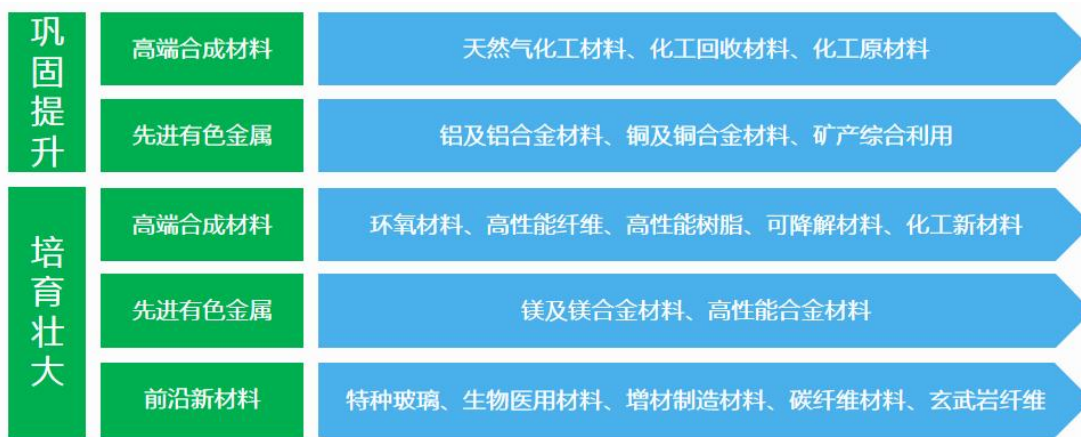 巩固提升
高端合成材料
天然气化工材料、化工回收材料、化工原材料
先进有色金属
铝及铝合金材料、铜及铜合金材料、矿产综合利用
培育壮大
高端合成材料
环氧材料、高性能纤维、高性能树脂、可降解材料、化工新材料
先进有色金属
镁及镁合金材料、高性能合金材料
前沿新材料
特种玻璃、生物医用材料、增材制造材料、碳纤维材料、玄武岩纤维